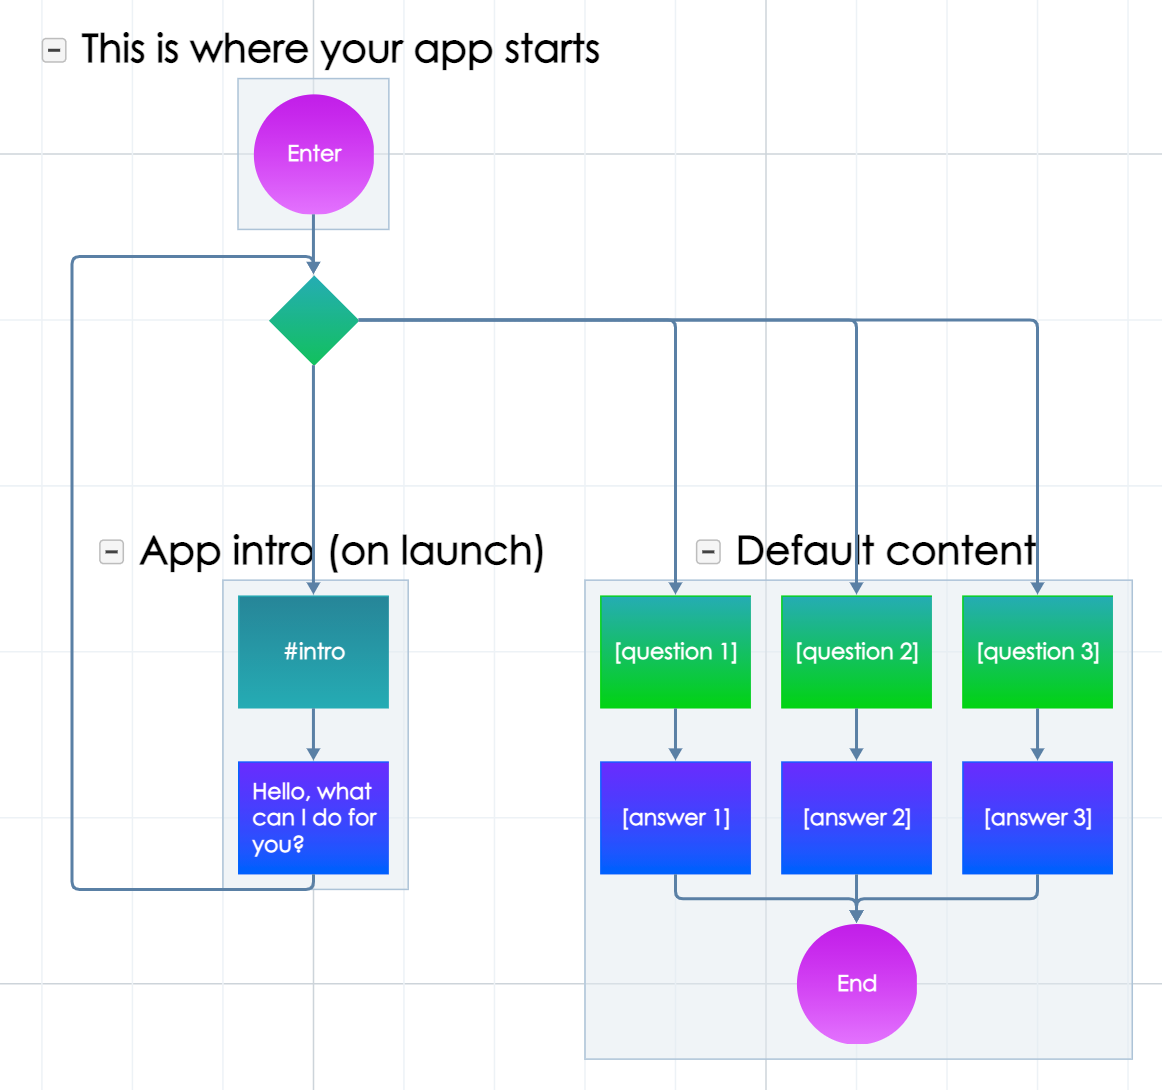 This is where your app starts
Enter
App intro (on launch)
Default content
#intro
[question 1]
[question 2]
[question 3]
Hello, what
can I do for
you?
[answer 1]
[answer 2]
[answer 3]
End